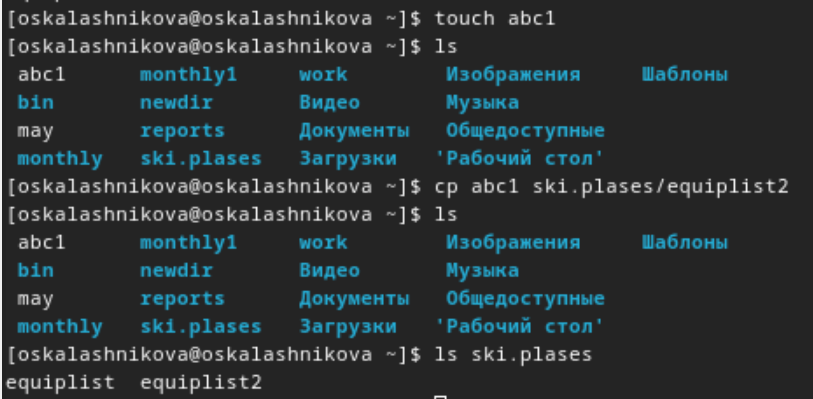 [oskalashnikova@oskalashnikova ~]$ touch abc1
[oskalashnikova@oskalashnikova ~]$ ls
abc1 monthly1 work Изображения Шаблоны
bin newdir Видео Музыка
may reports Документы Общедоступные
monthly ski.plases Загрузки 'Рабочий стол'
[oskalashnikova@oskalashnikova ~]$ cp abc1 ski.plases/equiplist2
[oskalashnikova@oskalashnikova ~]$ ls
abc1 monthly1 work Изображения Шаблоны
bin newdir Видео Музыка
may reports Документы Общедоступные
monthly ski.plases Загрузки 'Рабочий стол'
[oskalashnikova@oskalashnikova ~]$ ls ski.plases
equiplist equiplist2